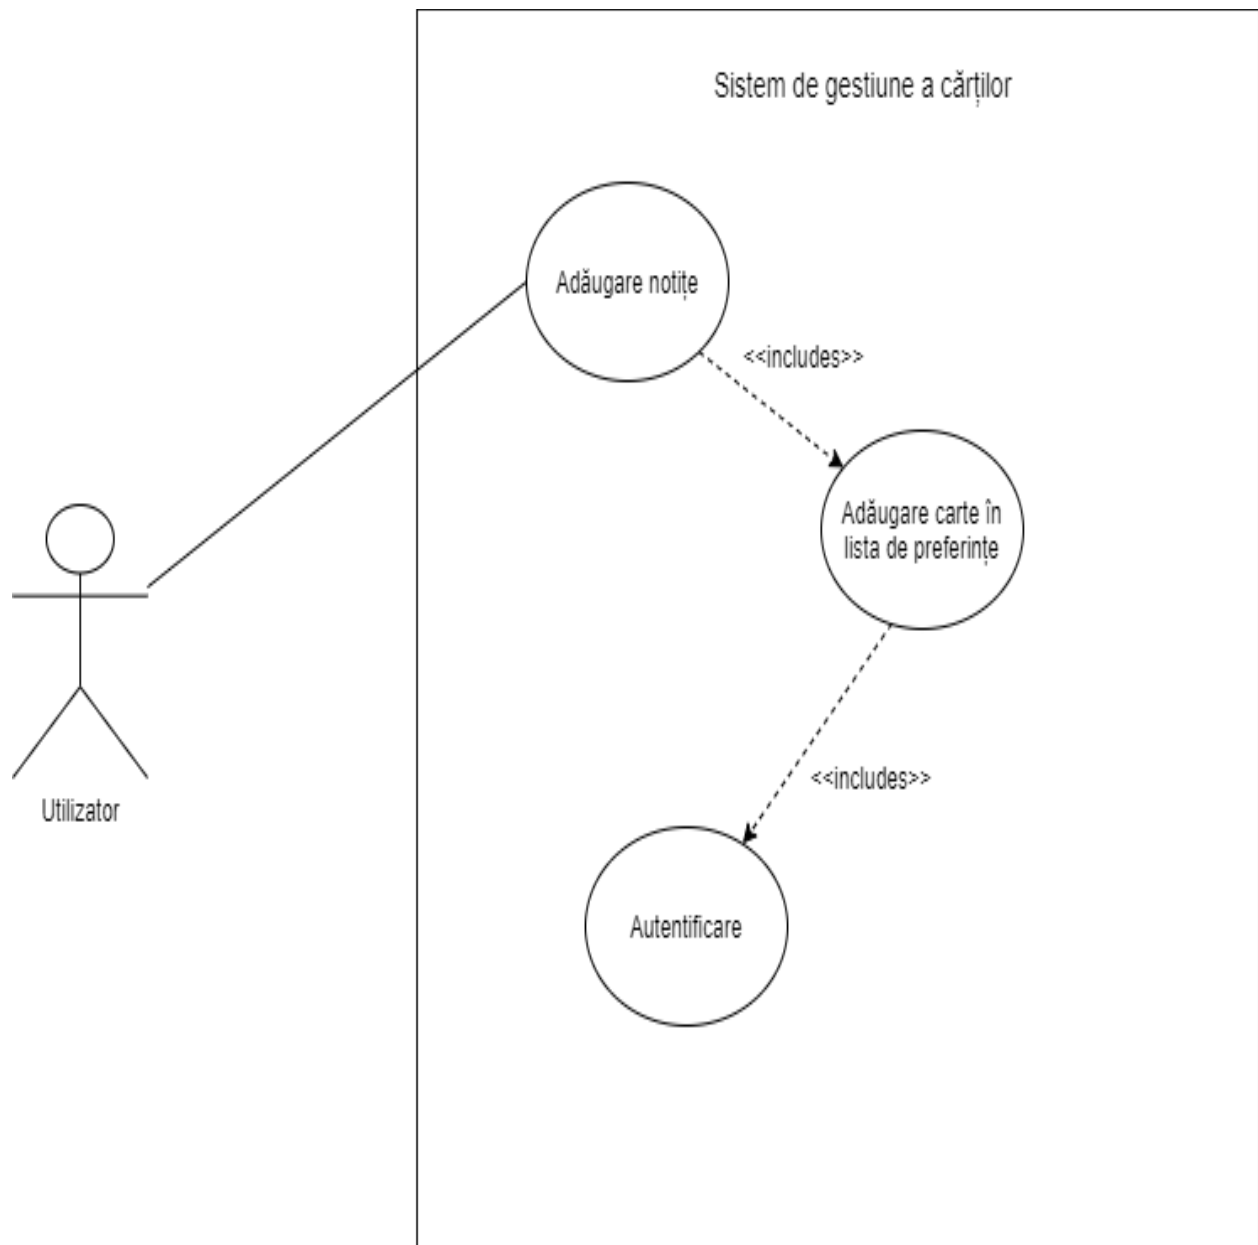 Sistem de gestiune a cărților
Adăugare notițe
<<includes>>
Adăugare carte în
lista de preferințe
<<includes>>
Utilizator
Autentificare